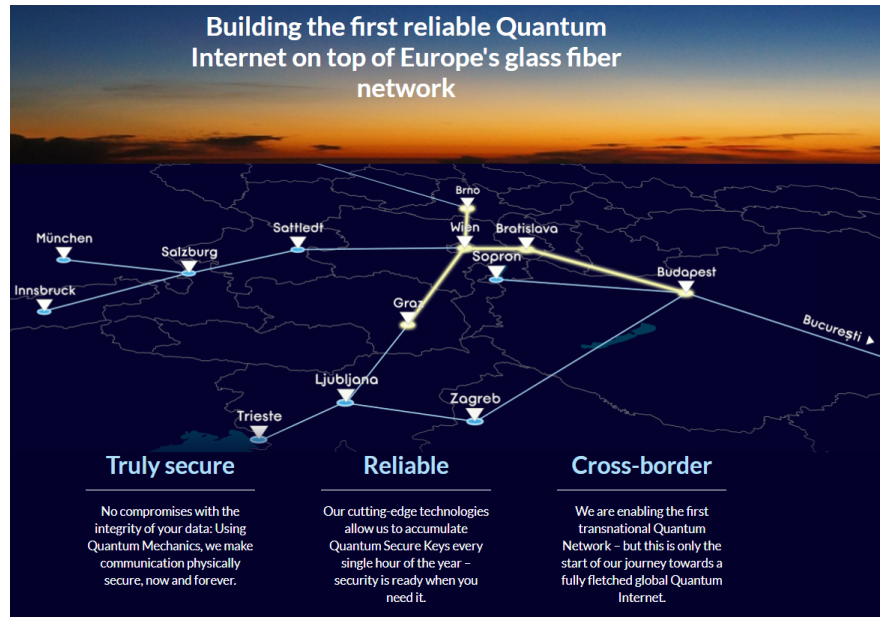 Building the first reliable Quantum
Internet on top of Europe's glass fiber
network
Brno
München
Salzburg
Sattledt
Wien
Bratislava
Sopron
Budapest
Innsbruck
Graz
București
Ljubljana
Zagreb
Trieste
Truly secure
No compromises with the
integrity of your data: Using
Quantum Mechanics, we make
communication physically
secure, now and forever.
Reliable
Our cutting-edge technologies
allow us to accumulate
Quantum Secure Keys every
single hour of the year –
security is ready when you
need it.
Cross-border
We are enabling the first
transnational Quantum
Network – but this is only the
start of our journey towards a
fully fletched global Quantum
Internet.